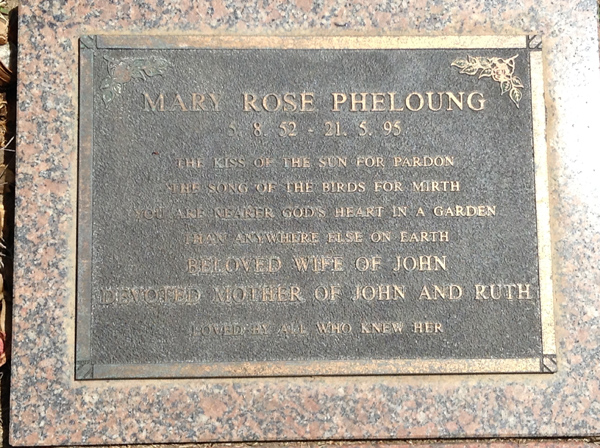 MARY ROSE PHELOUNG
5. 8. 52 - 21. 5. 95
THE KISS OF THE SUN FOR PARDON
THE SONG OF THE BIRDS FOR MIRTH
YOU ARE NEARER GOD'S HEART IN A GARDEN
THAN ANYWHERE ELSE ON EARTH
BELOVED WIFE OF JOHN
DEVOTED MOTHER OF JOHN AND RUTH
LOVED BY ALL WHO KNEW HER